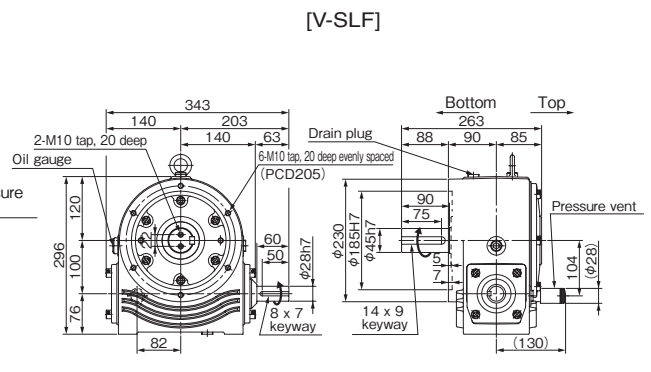 [V-SLF]
343
140
203
140
63
2-M10 tap, 20 deep
Oil gauge
6-M10 tap, 20 deep evenly spaced
(PCD205)
sure
296
120
100
76
22
60
50
φ28h7
8 x 7
keyway
82
Bottom
Top
263
88
90
85
Drain plug
Pressure vent
90
75
φ230
φ185H7
φ45h7
5
7
14 x 9
keyway
104
(φ28)
(130)